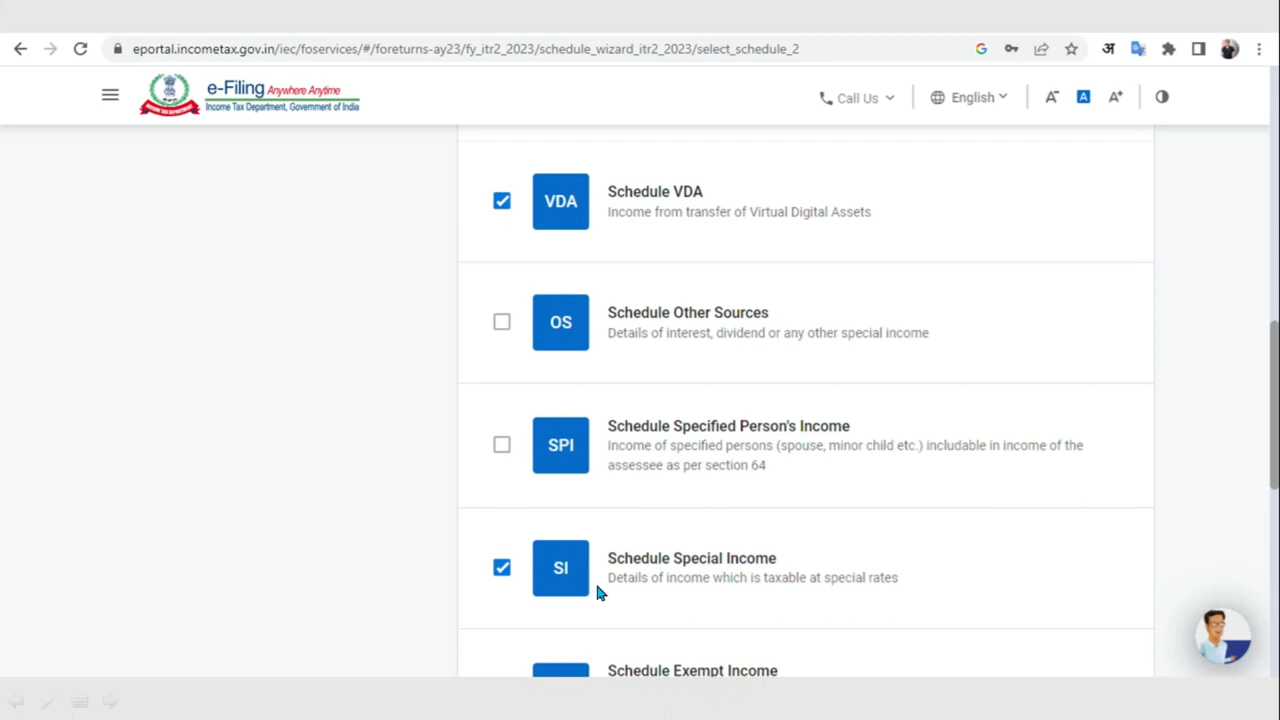 eportal.incometax.gov.in/iec/foservices/#/foreturns-ay23/fy_itr2_2023/schedule_wizard_itr2_2023/select_schedule_2
G
अ
e-Filing Anywhere Anytime
Income Tax Department, Government of India
Call Us
English
A-
A
A+
VDA
Schedule VDA
Income from transfer of Virtual Digital Assets
OS
Schedule Other Sources
Details of interest, dividend or any other special income
SPI
Schedule Specified Person's Income
Income of specified persons (spouse, minor child etc.) includable in income of the
assessee as per section 64
SI
Schedule Special Income
Details of income which is taxable at special rates
Schedule Exempt Income